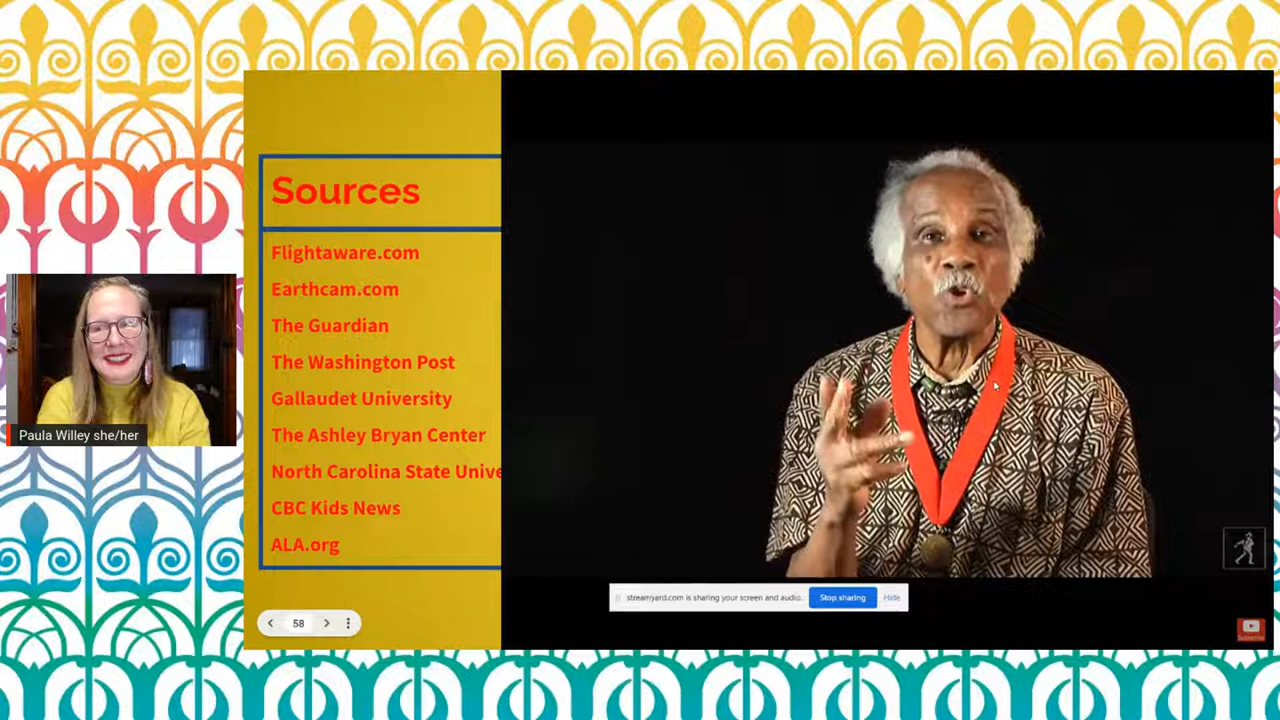 Sources
Flightaware.com
Earthcam.com
The Guardian
The Washington Post
Gallaudet University
The Ashley Bryan Center
North Carolina State Unive
CBC Kids News
ALA.org
Paula Willey she/her
streamyard.com is sharing your screen and audio. Stop sharing Hide
58
Subscribe